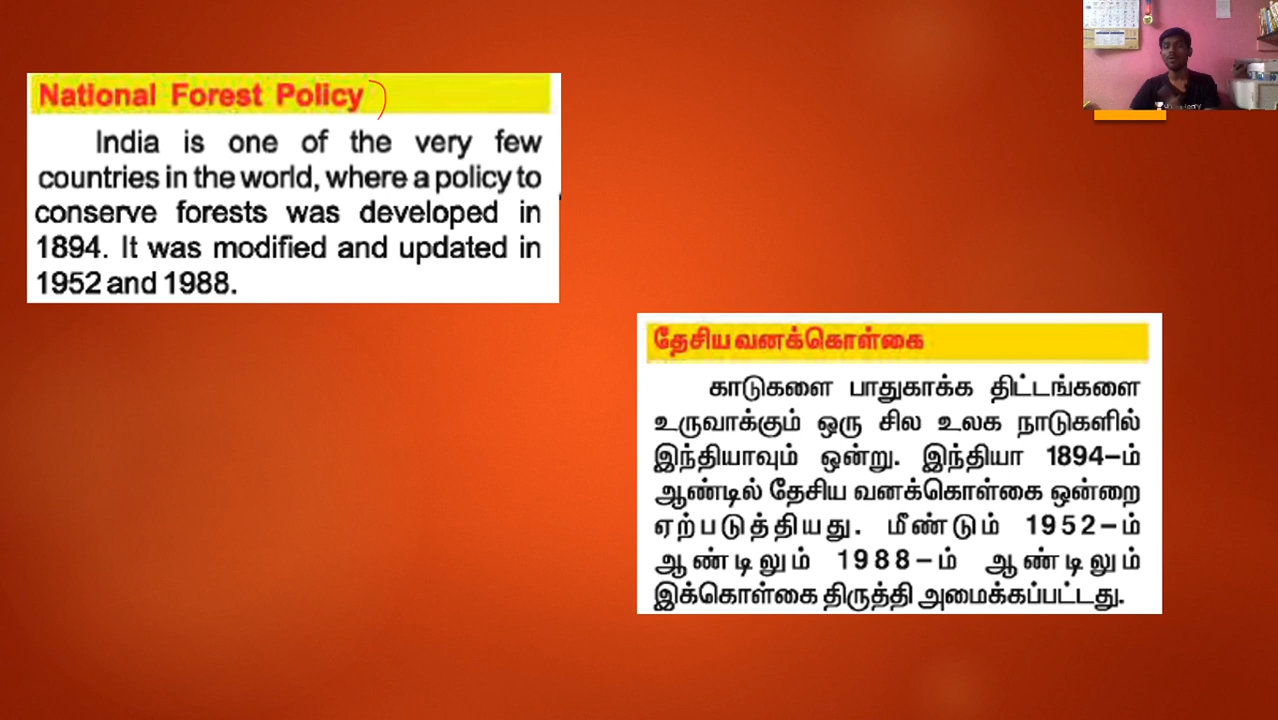 National Forest Policy
India is one of the very few
countries in the world, where a policy to
conserve forests was developed in
1894. It was modified and updated in
1952 and 1988.
தேசிய வனக்கொள்கை
காடுகளை பாதுகாக்க திட்டங்களை
உருவாக்கும் ஒரு சில உலக நாடுகளில்
இந்தியாவும் ஒன்று. இந்தியா 1894–ம்
ஆண்டில் தேசிய வனக்கொள்கை ஒன்றை
ஏற்படுத்தியது. மீண்டும் 1952–ம்
ஆண்டிலும் 1988–ம் ஆண்டிலும்
இக்கொள்கை திருத்தி அமைக்கப்பட்டது.